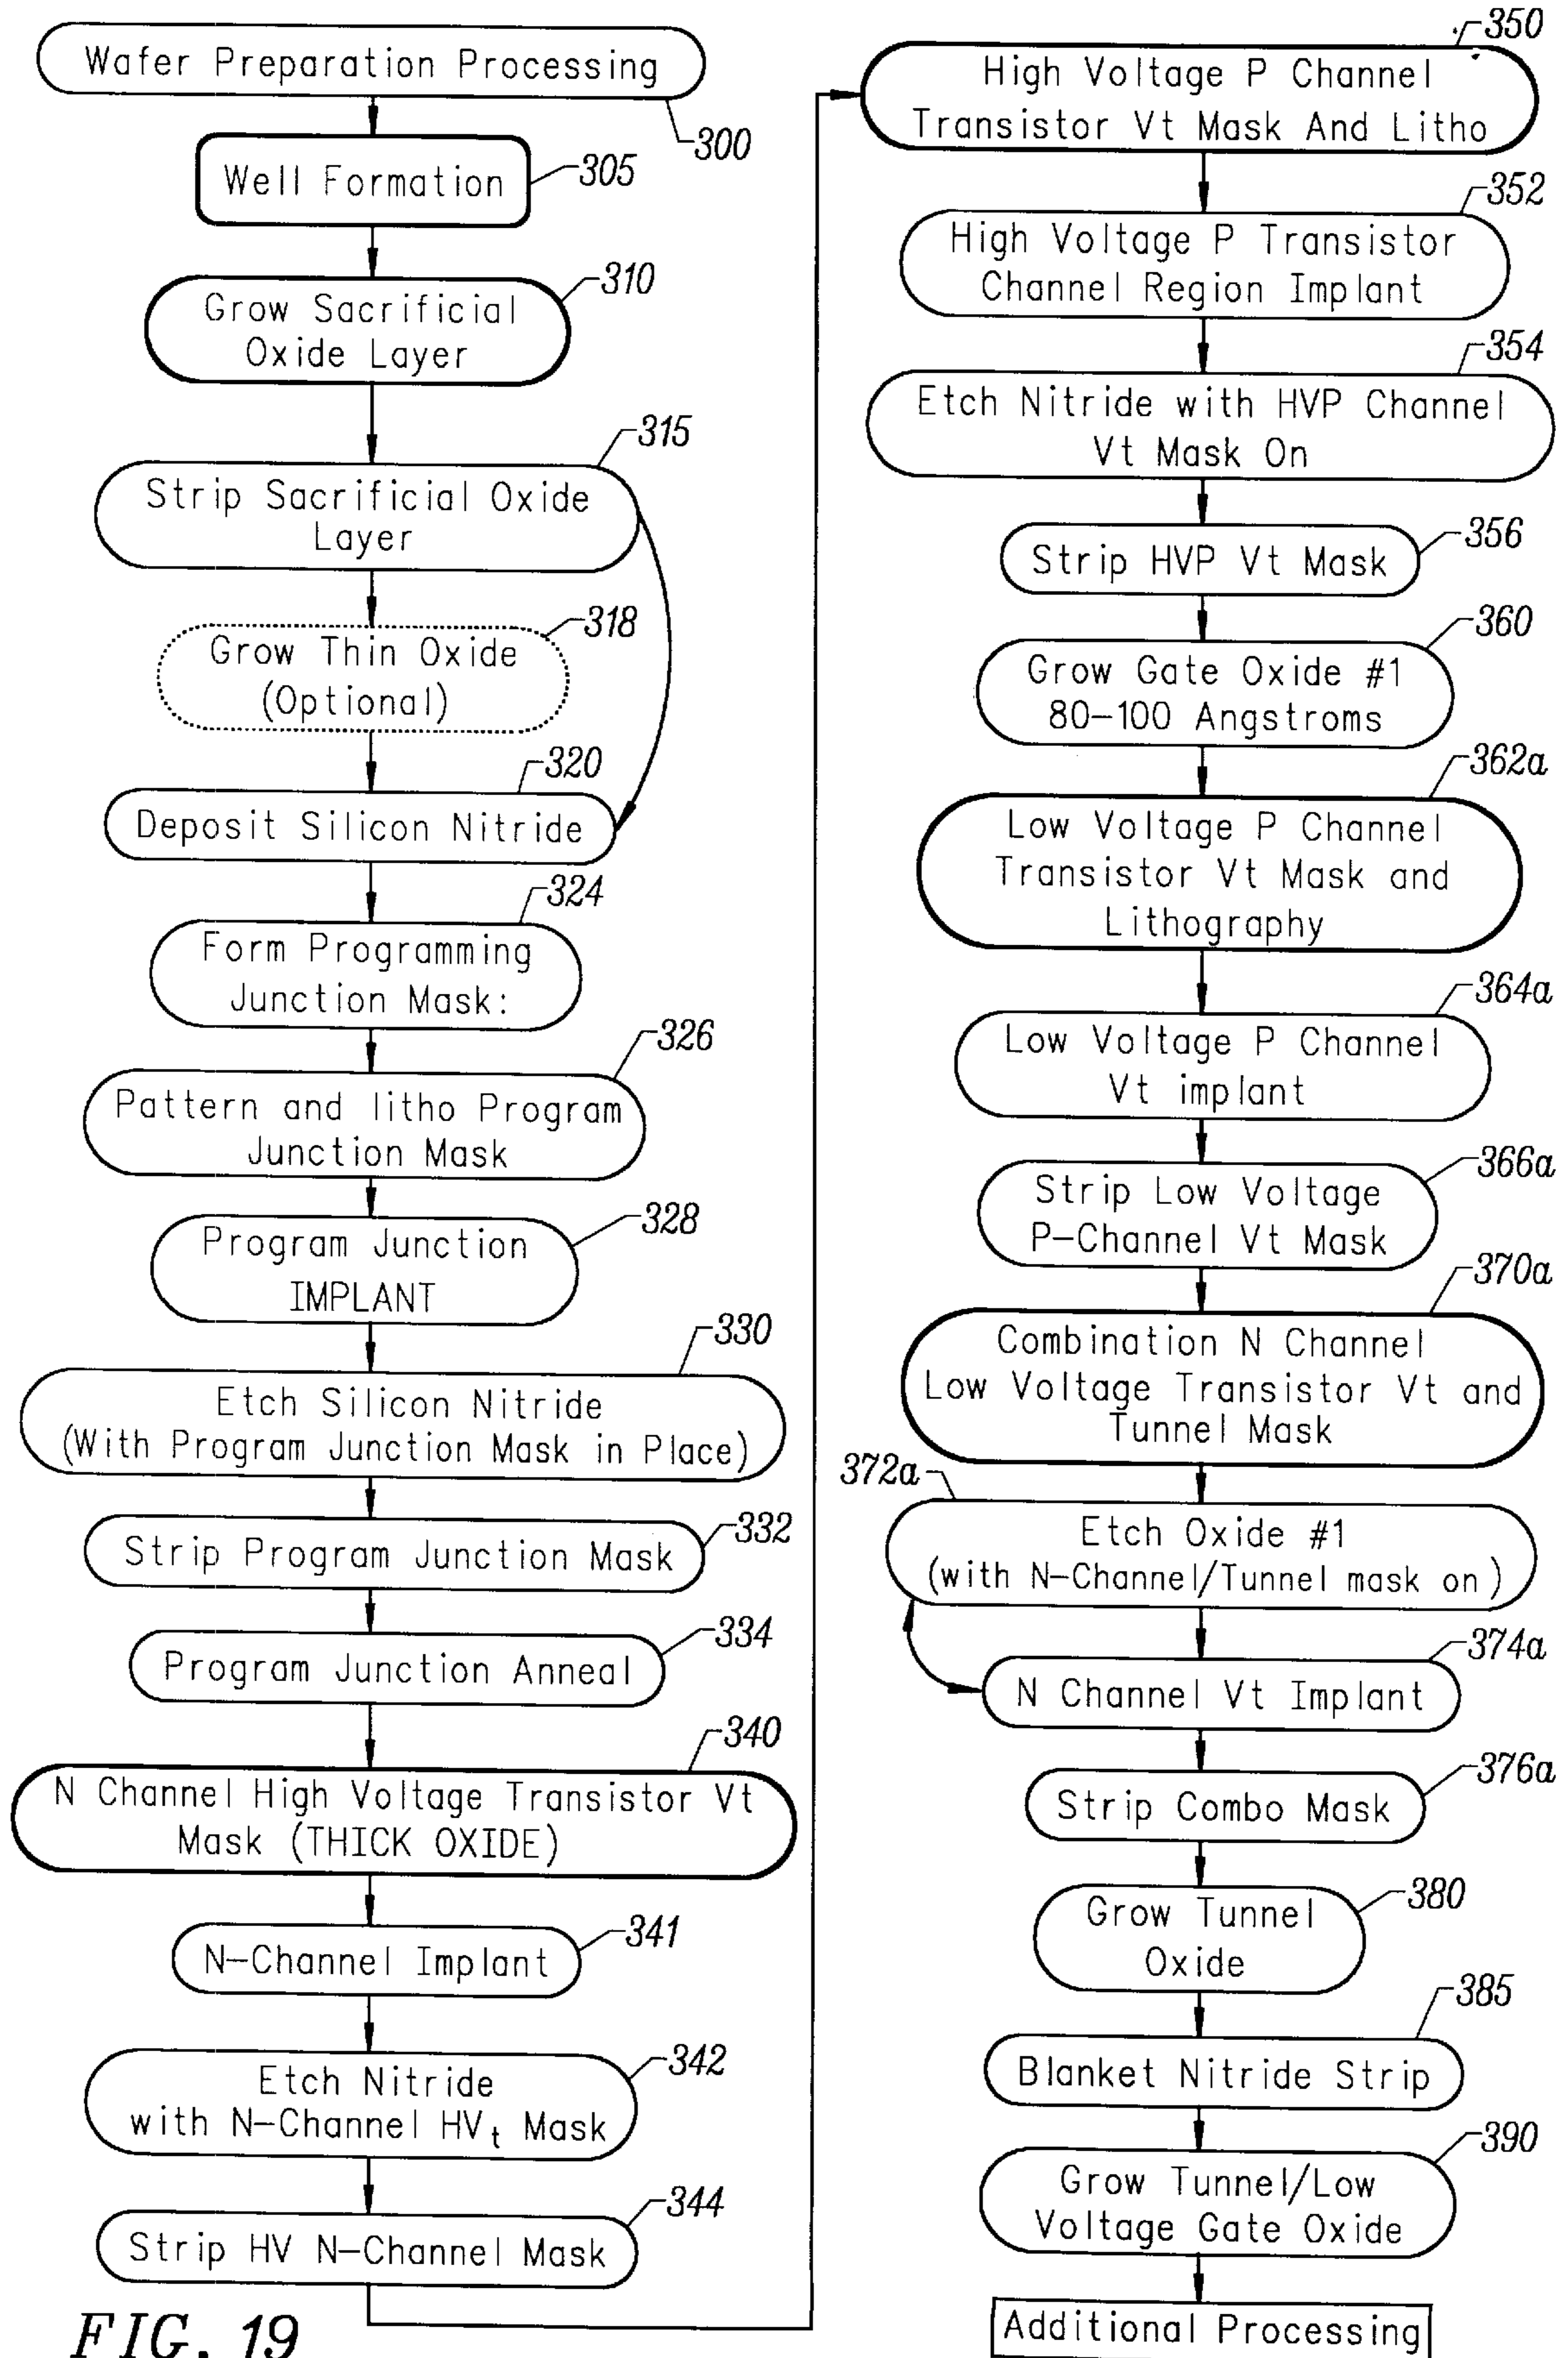 Wafer Preparation Processing
300
Well Formation
305
Grow Sacrificial
Oxide Layer
310
Strip Sacrificial Oxide
Layer
315
Grow Thin Oxide
(Optional)
318
Deposit Silicon Nitride
320
Form Programming
Junction Mask:
324
Pattern and litho Program
Junction Mask
326
Program Junction
IMPLANT
328
Etch Silicon Nitride
(With Program Junction Mask in Place)
330
Strip Program Junction Mask
332
Program Junction Anneal
334
N Channel High Voltage Transistor Vt
Mask (THICK OXIDE)
340
N-Channel Implant
341
Etch Nitride
with N-Channel HVt Mask
342
Strip HV N-Channel Mask
344
FIG. 19
350
High Voltage P Channel
Transistor Vt Mask And Litho
352
High Voltage P Transistor
Channel Region Implant
354
Etch Nitride with HVP Channel
Vt Mask On
356
Strip HVP Vt Mask
360
Grow Gate Oxide #1
80-100 Angstroms
362a
Low Voltage P Channel
Transistor Vt Mask and
Lithography
364a
Low Voltage P Channel
Vt implant
366a
Strip Low Voltage
P-Channel Vt Mask
370a
Combination N Channel
Low Voltage Transistor Vt and
Tunnel Mask
372a
Etch Oxide #1
(with N-Channel/Tunnel mask on )
374a
N Channel Vt Implant
376a
Strip Combo Mask
380
Grow Tunnel
Oxide
385
Blanket Nitride Strip
390
Grow Tunnel/Low
Voltage Gate Oxide
Additional Processing